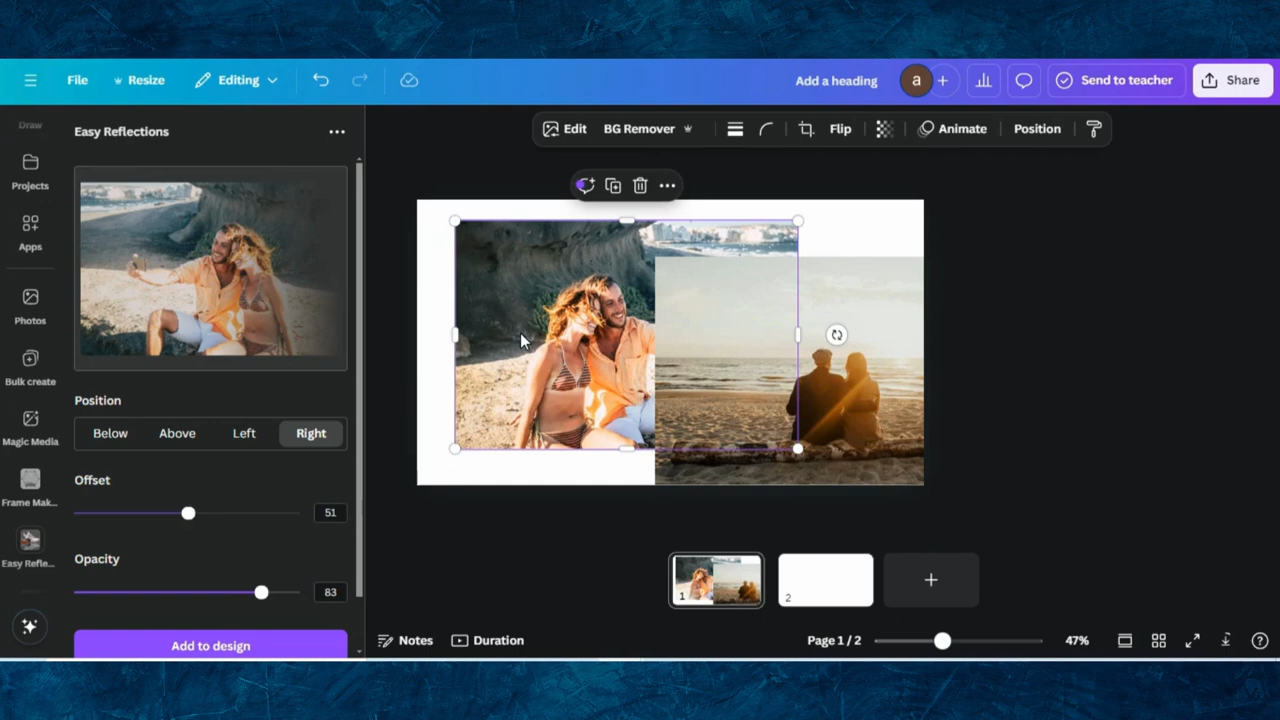 File
Resize
Editing
Add a heading
a
+
Send to teacher
Share
Draw
Projects
Apps
Photos
Bulk create
Magic Media
Frame Mak...
Easy Refle...
Easy Reflections
Position
Below
Above
Left
Right
Offset
51
Opacity
83
Add to design
Edit
BG Remover
Flip
Animate
Position
1
2
+
Notes
Duration
Page 1 / 2
47%
?